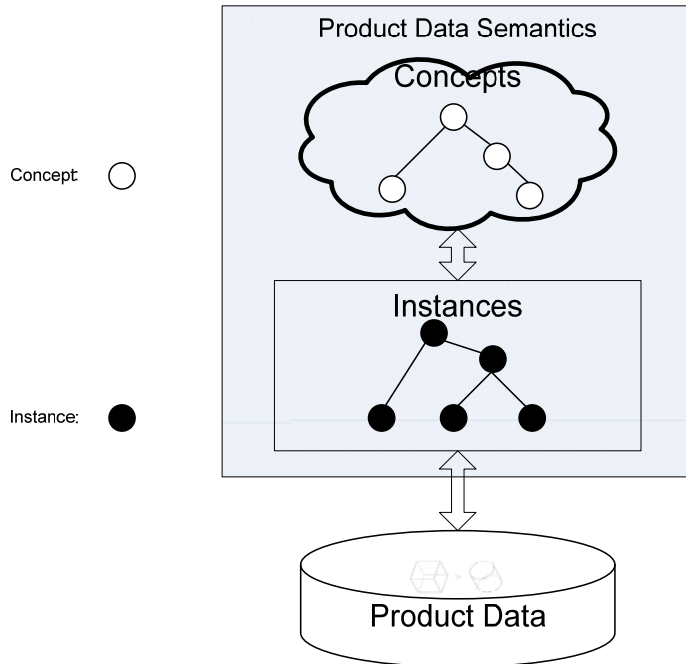 Product Data Semantics
Concepts
Concept:
Instances
Instance:
Product Data